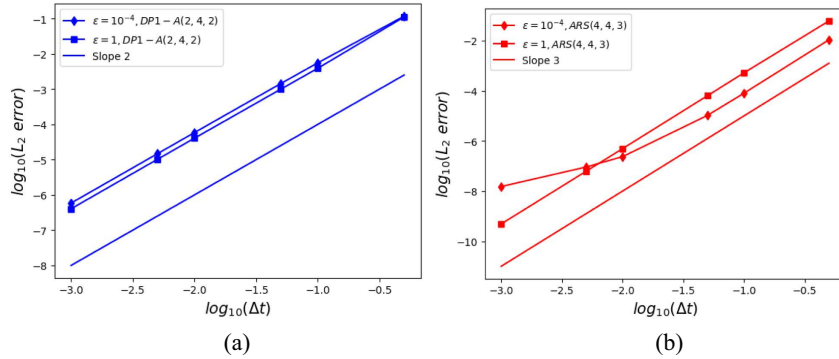 ε = 10⁻⁴, DP1 − A(2, 4, 2)
ε = 1, DP1 − A(2, 4, 2)
Slope 2
−1
−2
−3
−4
−5
−6
−7
−8
log₁₀(L₂ error)
−3.0
−2.5
−2.0
−1.5
−1.0
−0.5
log₁₀(Δt)
(a)
ε = 10⁻⁴, ARS(4, 4, 3)
ε = 1, ARS(4, 4, 3)
Slope 3
−2
−4
−6
−8
−10
log₁₀(L₂ error)
−3.0
−2.5
−2.0
−1.5
−1.0
−0.5
log₁₀(Δt)
(b)